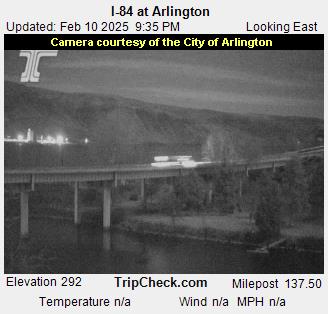 I-84 at Arlington
Updated: Feb 10 2025 9:35 PM Looking East
Camera courtesy of the City of Arlington
Elevation 292 TripCheck.com Milepost 137.50
Temperature n/a Wind n/a MPH n/a